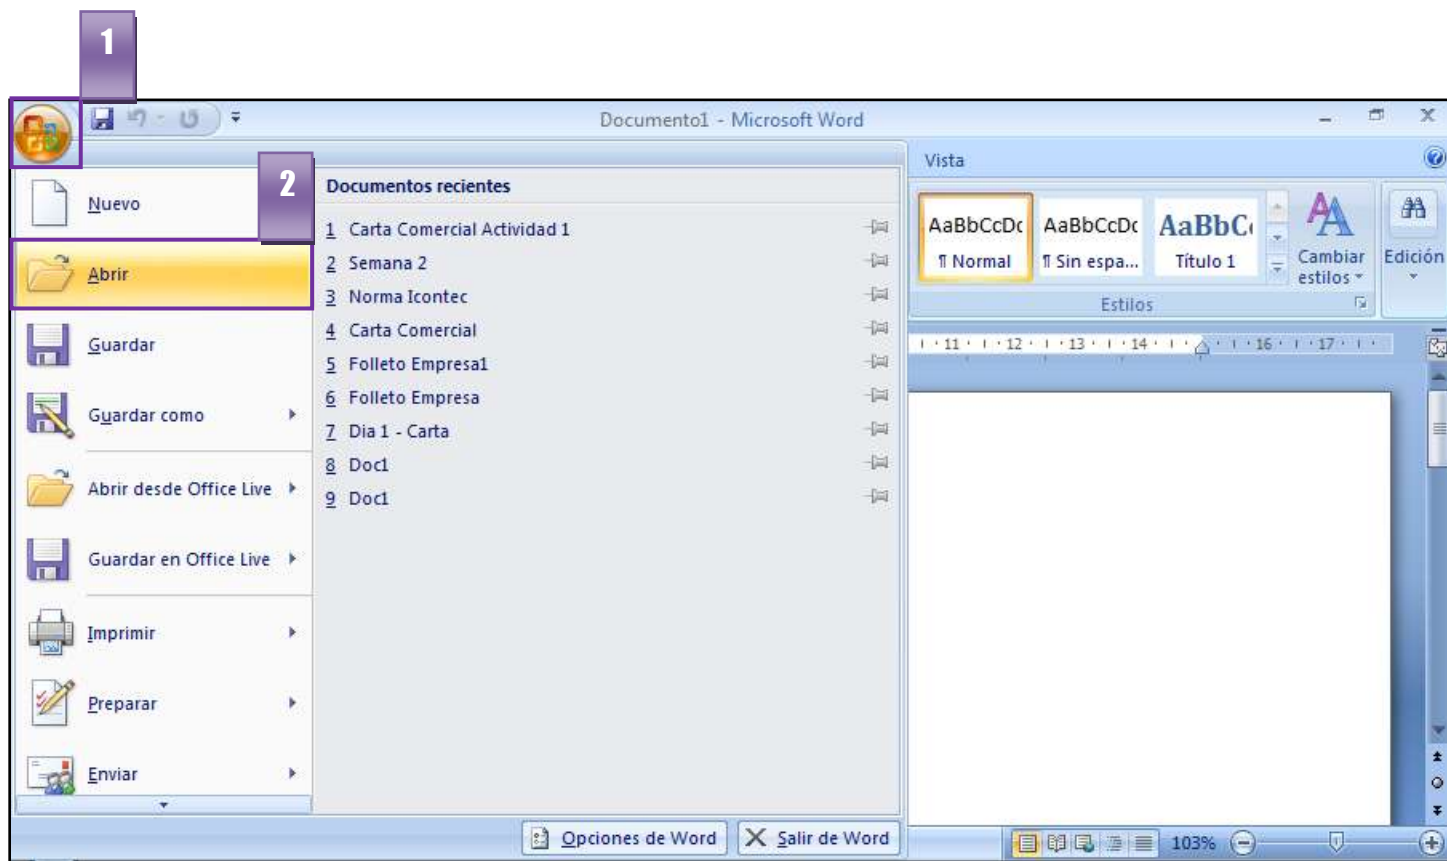 1
Documento1 - Microsoft Word
Vista
2
Nuevo
Abrir
Guardar
Guardar como
Abrir desde Office Live
Guardar en Office Live
Imprimir
Preparar
Enviar
Documentos recientes
1 Carta Comercial Actividad 1
2 Semana 2
3 Norma Icontec
4 Carta Comercial
5 Folleto Empresa1
6 Folleto Empresa
7 Dia 1 - Carta
8 Doc1
9 Doc1
Opciones de Word
Salir de Word
AaBbCcDc AaBbCcDc AaBbC
¶ Normal ¶ Sin espa... Título 1
Cambiar
estilos
Edición
Estilos
11 12 13 14 16 17
103%